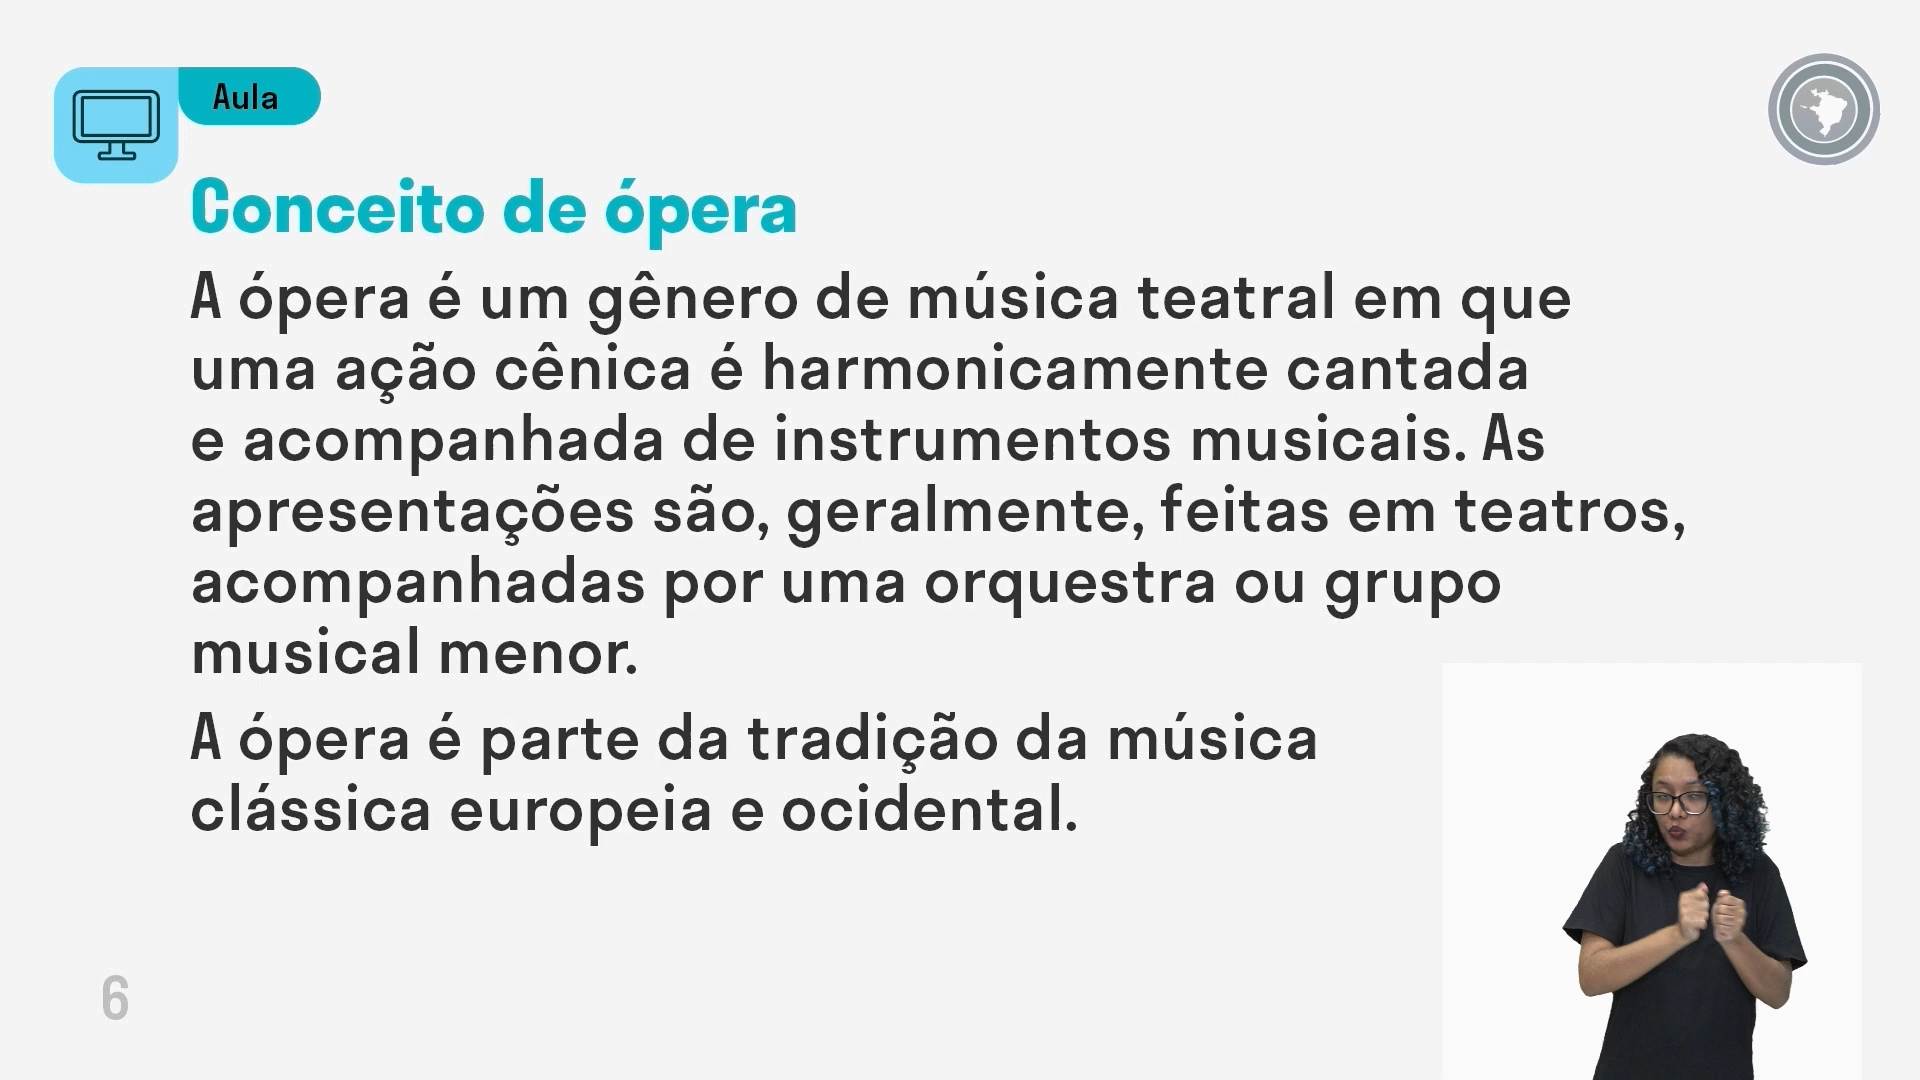 Aula
Conceito de ópera
A ópera é um gênero de música teatral em que
uma ação cênica é harmonicamente cantada
e acompanhada de instrumentos musicais. As
apresentações são, geralmente, feitas em teatros,
acompanhadas por uma orquestra ou grupo
musical menor.
A ópera é parte da tradição da música
clássica europeia e ocidental.
6